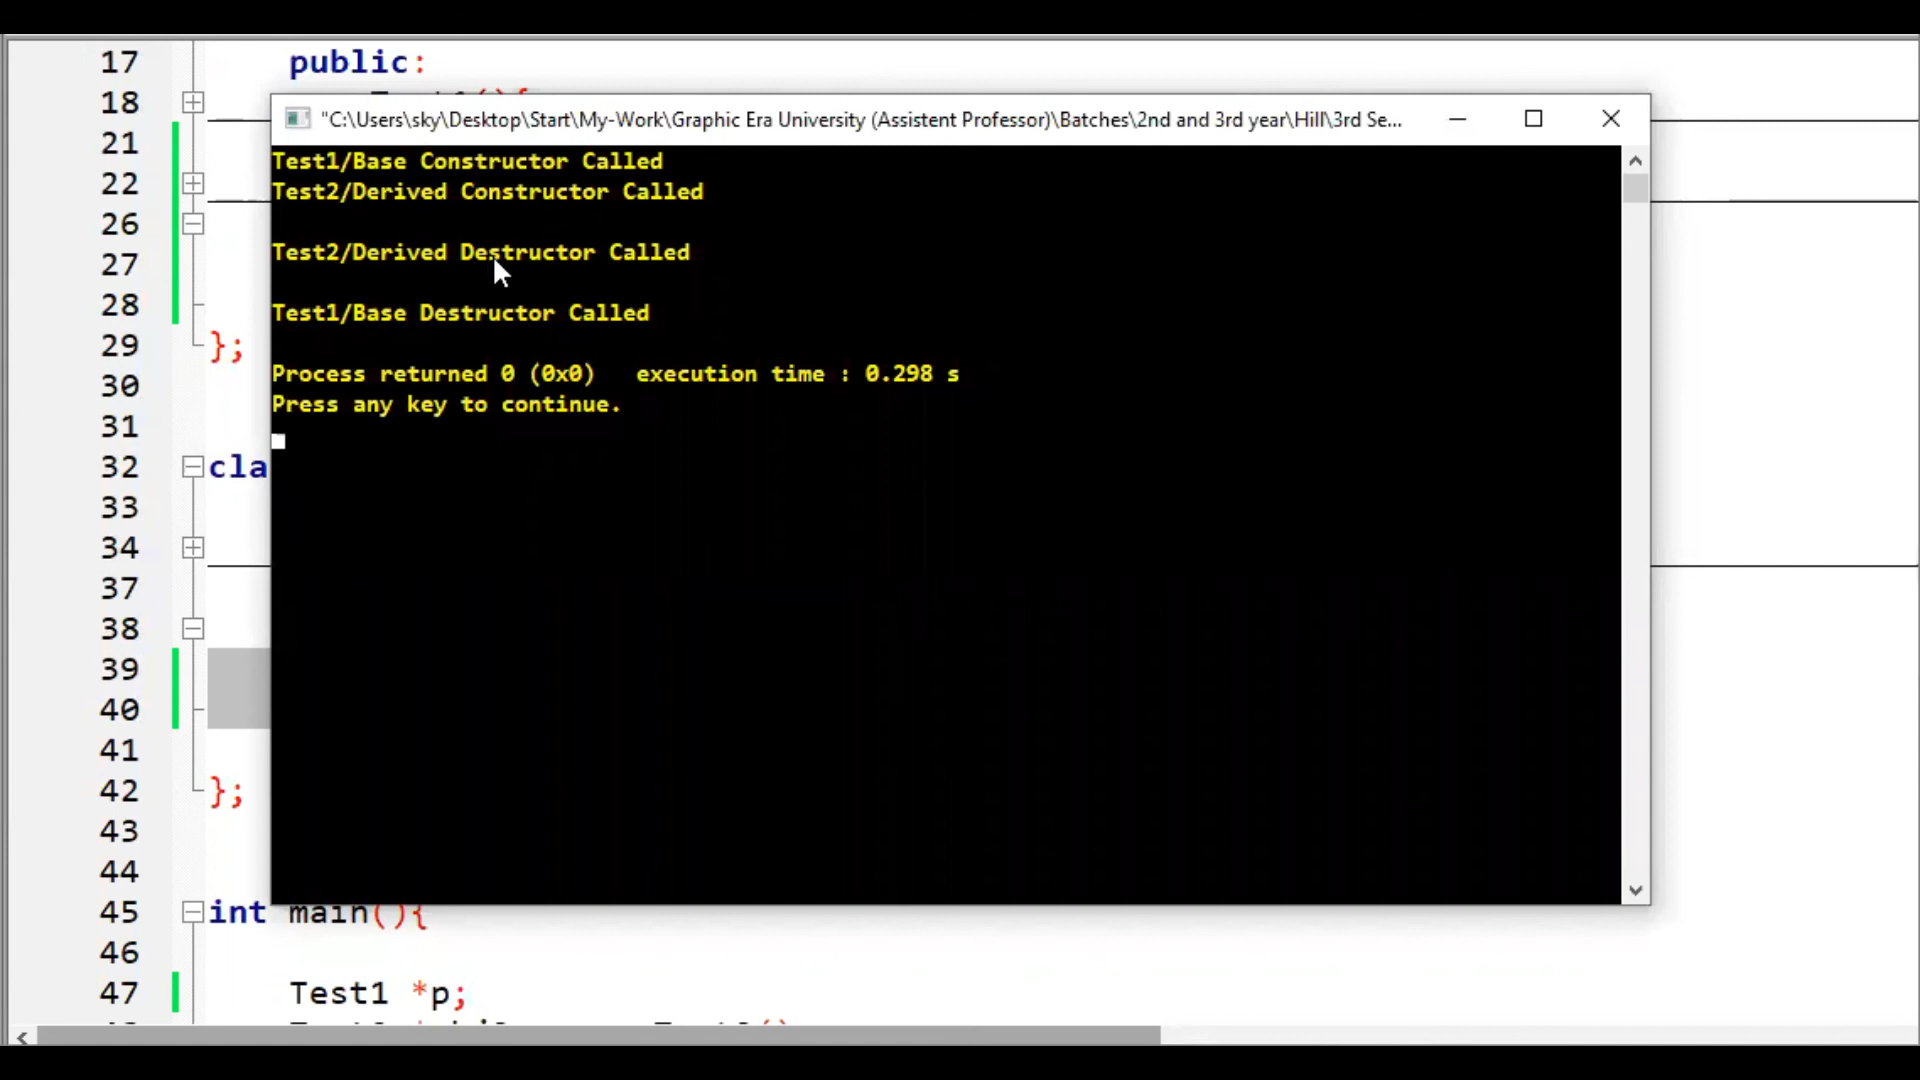 17 public:
18
"C:\Users\sky\Desktop\Start\My-Work\Graphic Era University (Assistent Professor)\Batches\2nd and 3rd year\Hill\3rd Se...
21
22
26
27
28
29 };
30
31
32 cla
33
34
37
38
39
40
41
42 };
43
44
Test1/Base Constructor Called
Test2/Derived Constructor Called
Test2/Derived Destructor Called
Test1/Base Destructor Called
Process returned 0 (0x0)   execution time : 0.298 s
Press any key to continue.
45 int main(){
46
47 Test1 *p;